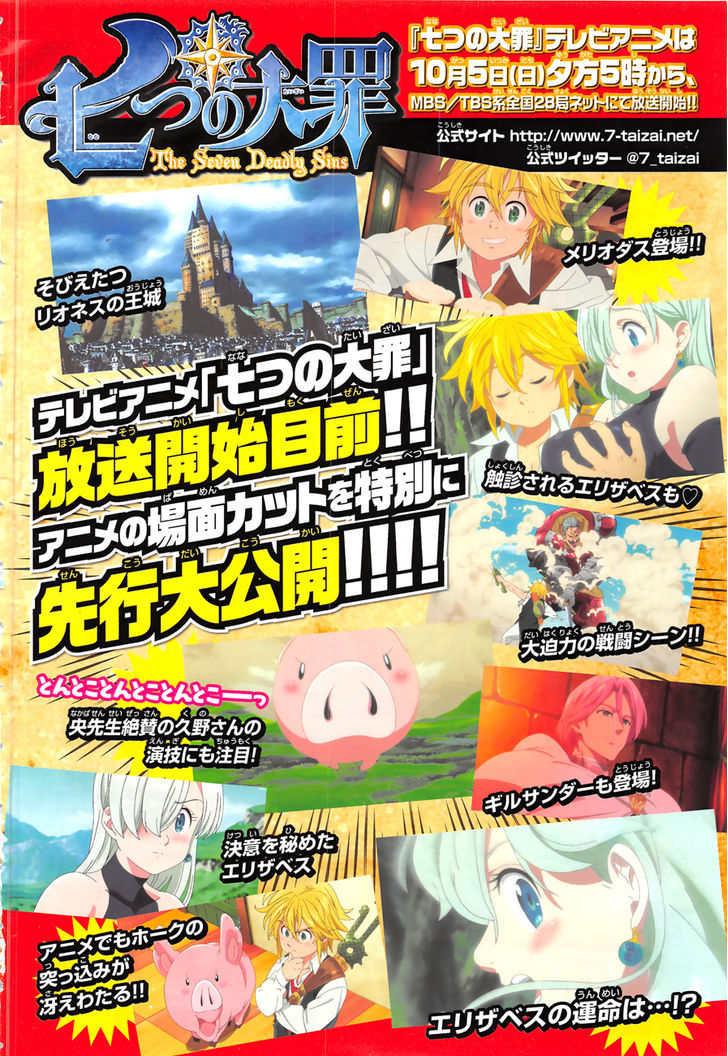 七つの大罪
The Seven Deadly Sins
『七つの大罪』テレビアニメは
10月5日(日)夕方5時から、
MBS/TBS系全国28局ネットにて放送開始!!
公式サイト http://www.7-taizai.net/
公式ツイッター @7_taizai
そびえたつ
リオネスの王城
メリオダス登場!!
テレビアニメ「七つの大罪」
放送開始目前!!
アニメの場面カットを特別に
先行大公開!!!!
触診されるエリザベスも♡
大迫力の戦闘シーン!!
とんとことんとことんとこーーっ
央先生絶賛の久野さんの
演技にも注目!
ギルサンダーも登場!
決意を秘めた
エリザベス
アニメでもホークの
突っ込みが
冴えわたる!!
エリザベスの運命は…!?